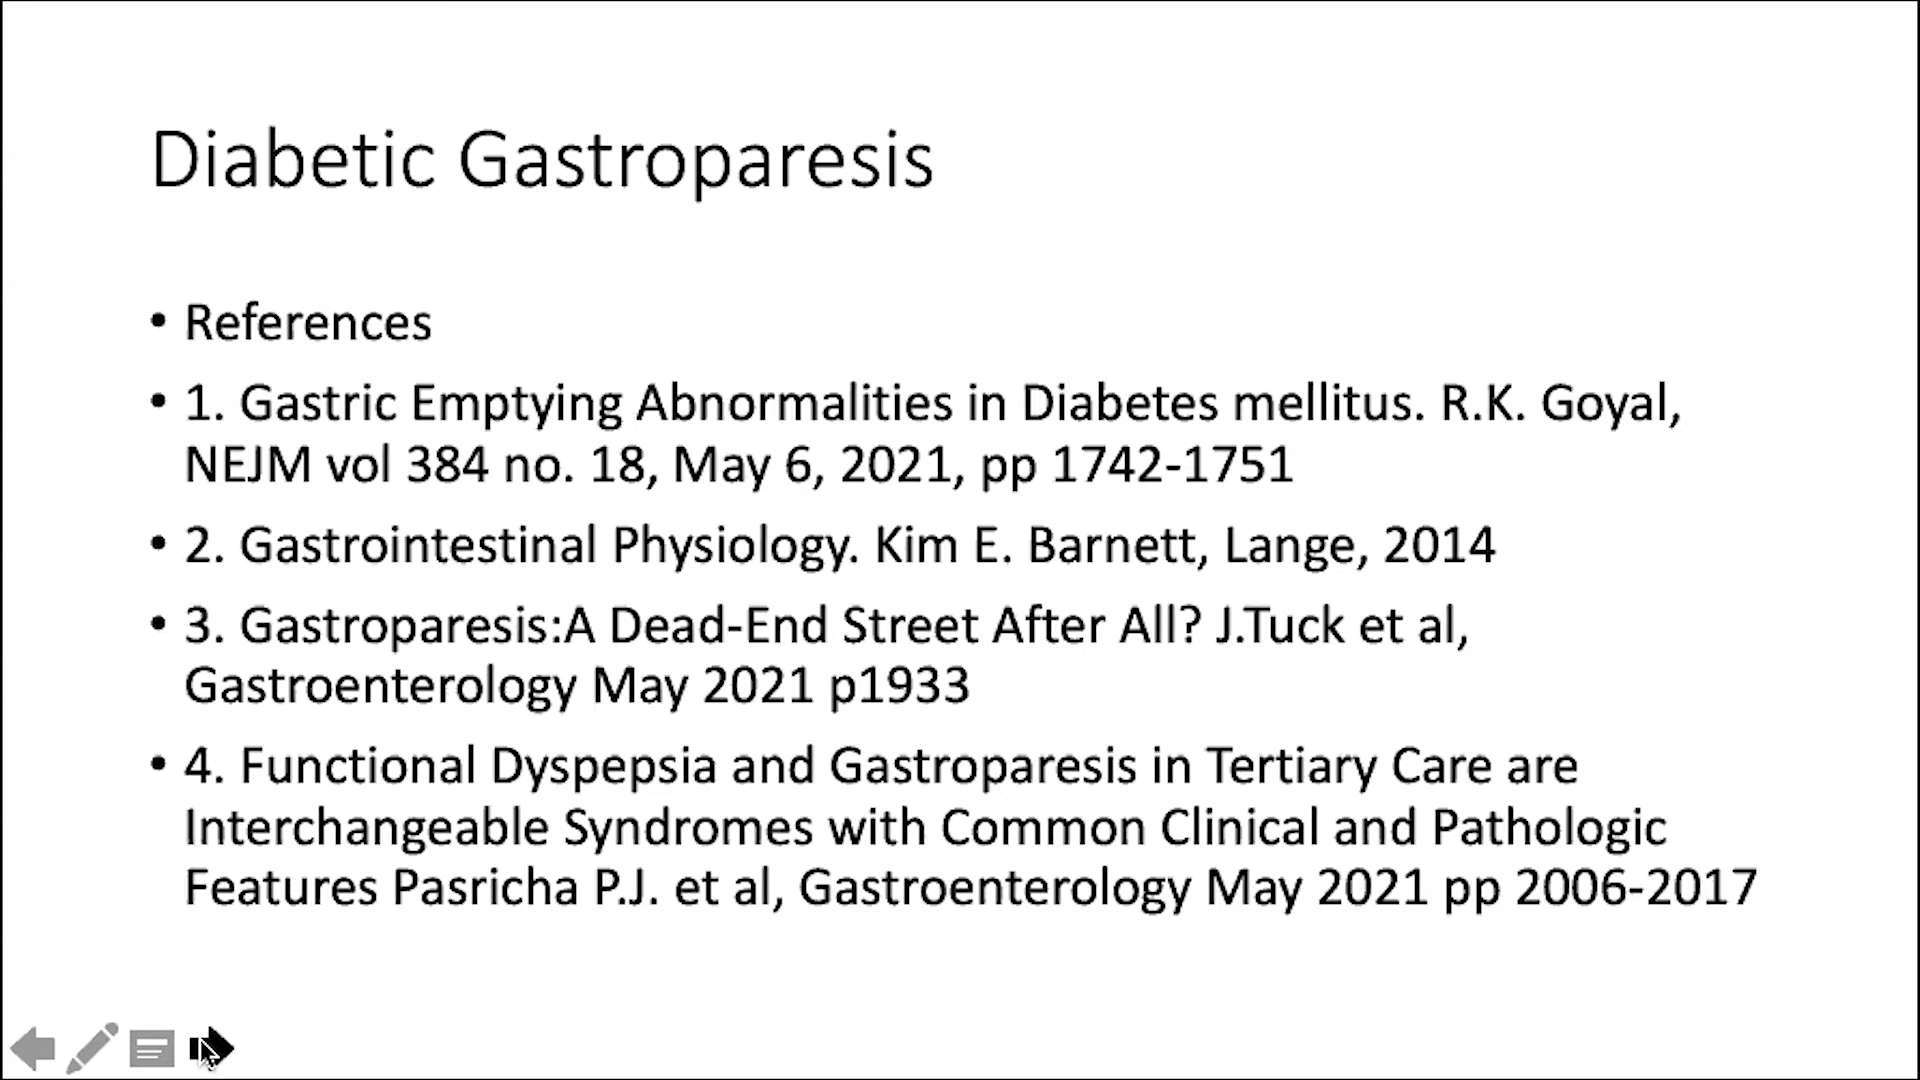 Diabetic Gastroparesis
• References
• 1. Gastric Emptying Abnormalities in Diabetes mellitus. R.K. Goyal,
NEJM vol 384 no. 18, May 6, 2021, pp 1742-1751
• 2. Gastrointestinal Physiology. Kim E. Barnett, Lange, 2014
• 3. Gastroparesis:A Dead-End Street After All? J.Tuck et al,
Gastroenterology May 2021 p1933
• 4. Functional Dyspepsia and Gastroparesis in Tertiary Care are
Interchangeable Syndromes with Common Clinical and Pathologic
Features Pasricha P.J. et al, Gastroenterology May 2021 pp 2006-2017